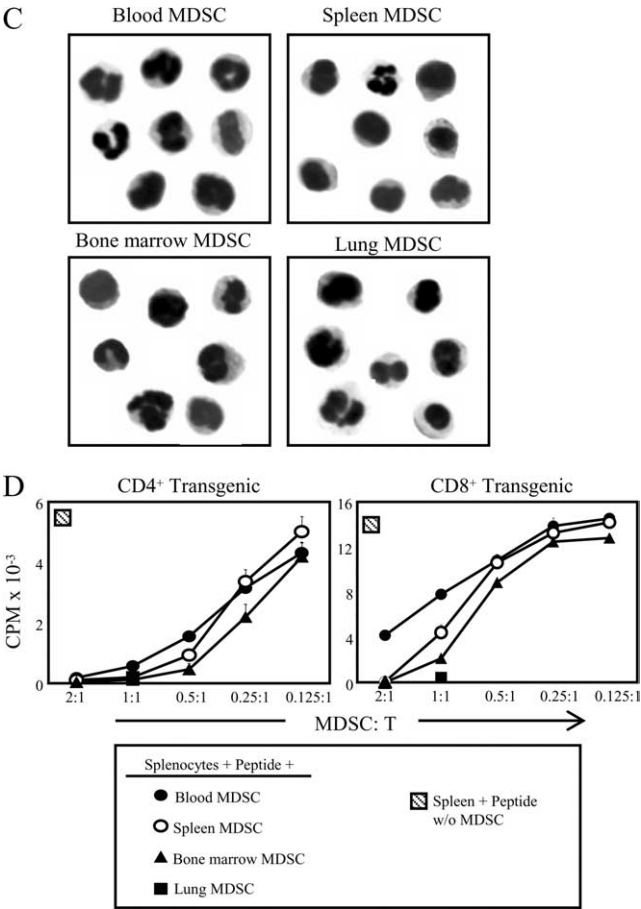 C
Blood MDSC
Spleen MDSC
Bone marrow MDSC
Lung MDSC
D
CD4⁺ Transgenic
CD8⁺ Transgenic
CPM x 10⁻³
6
4
2
0
16
12
8
4
0
2:1 1:1 0.5:1 0.25:1 0.125:1
2:1 1:1 0.5:1 0.25:1 0.125:1
MDSC: T
Splenocytes + Peptide +
Blood MDSC
Spleen MDSC
Bone marrow MDSC
Lung MDSC
Spleen + Peptide
w/o MDSC